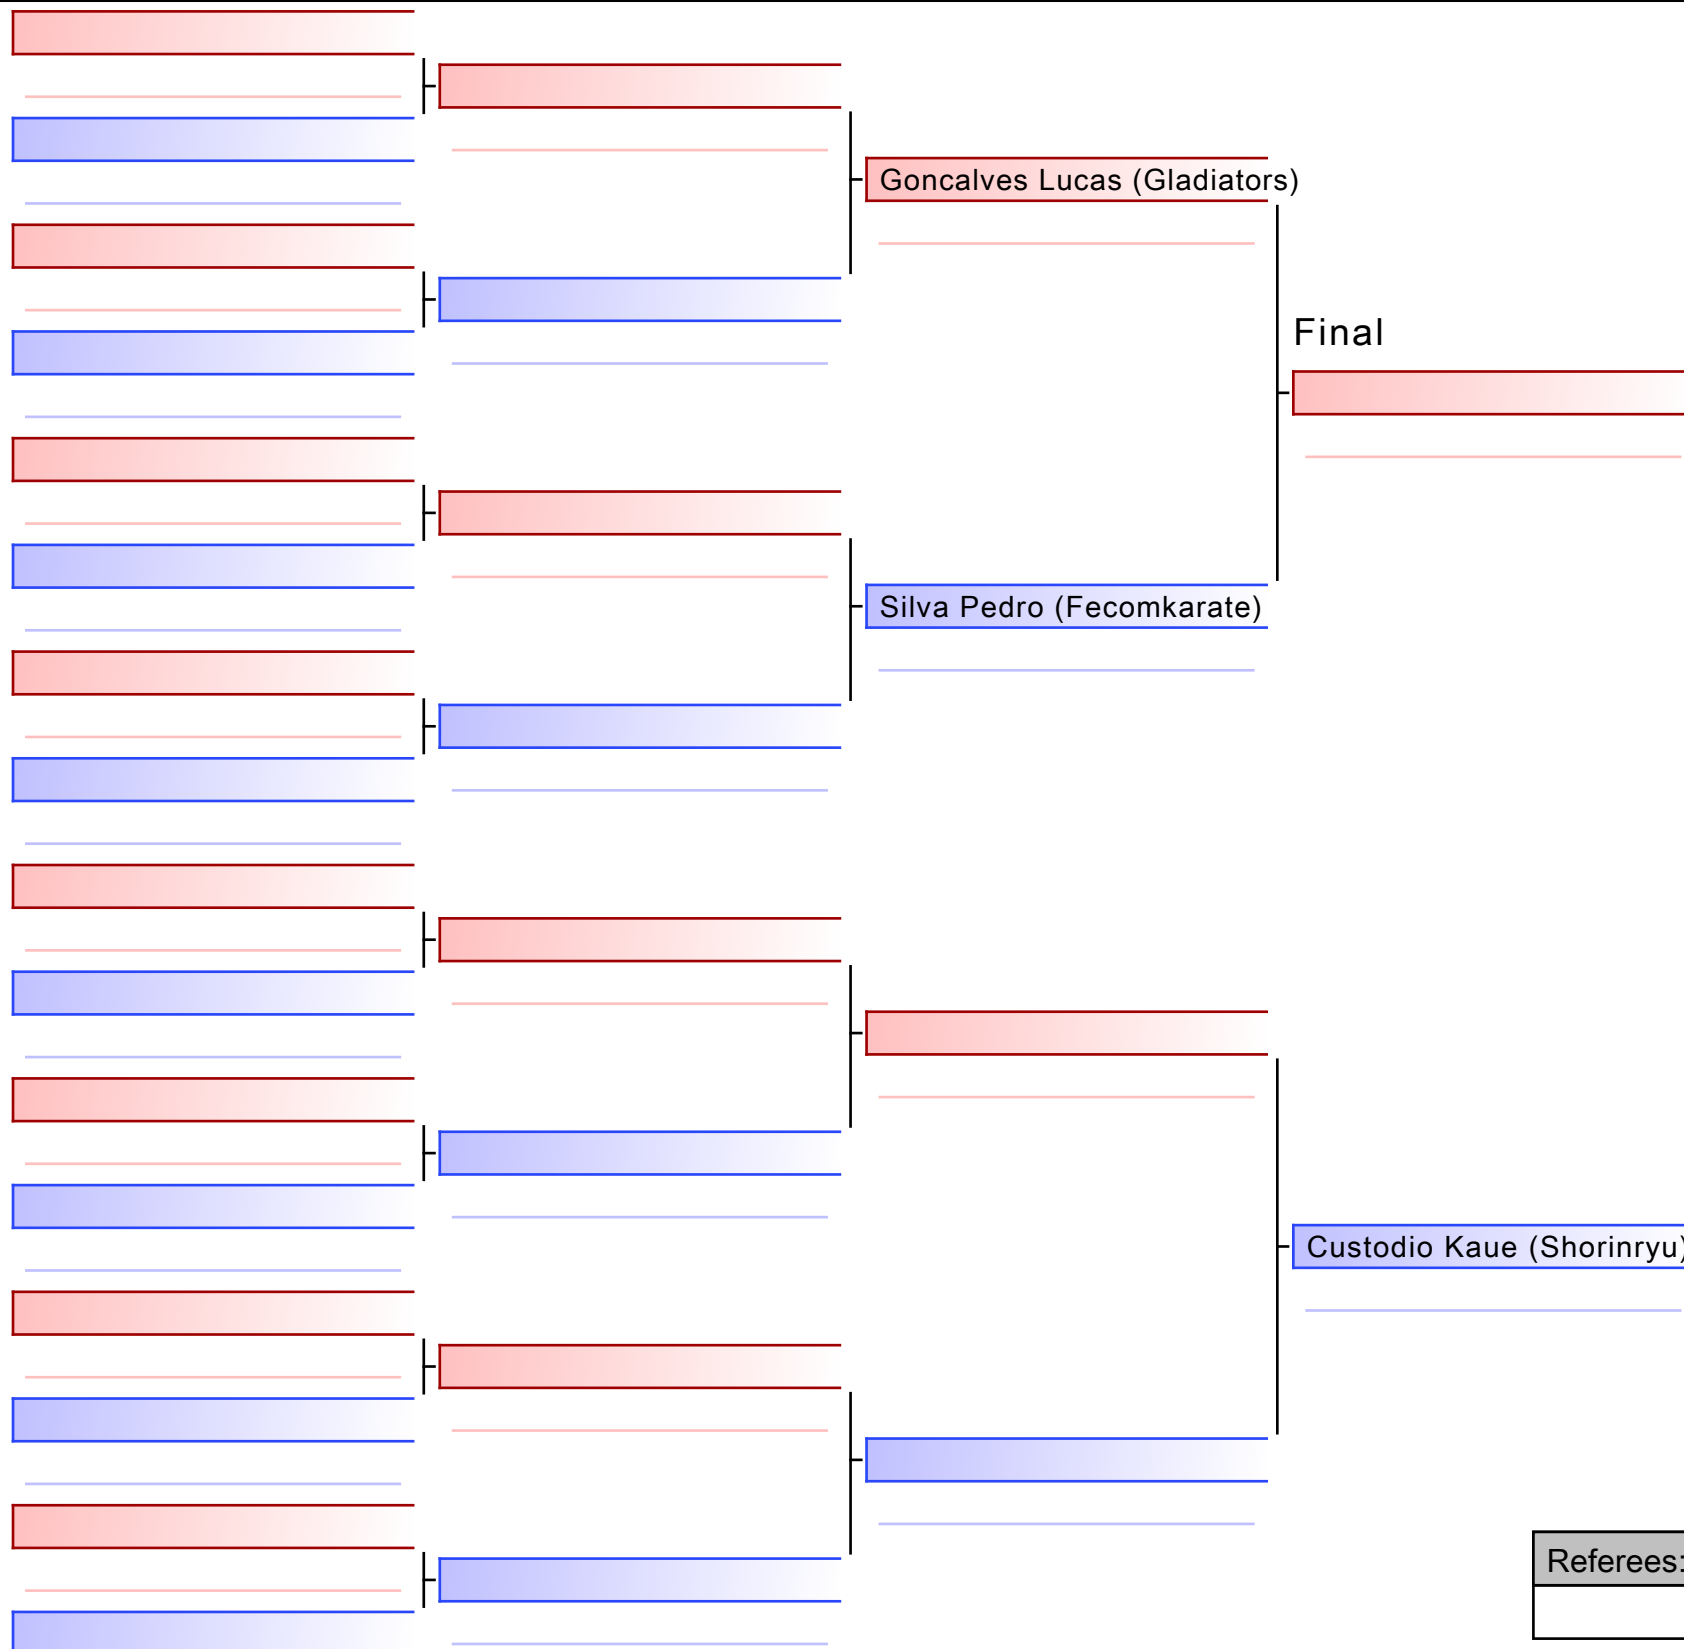 Goncalves Lucas (Gladiators)
Final
Silva Pedro (Fecomkarate)
Custodio Kaue (Shorinryu)
Referees: